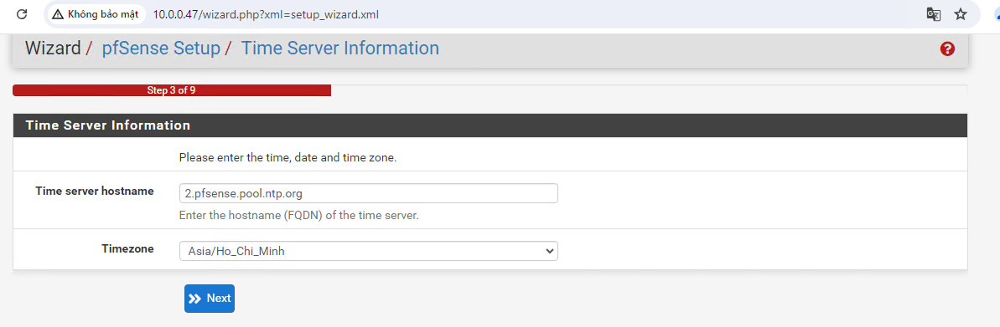 Không bảo mật 10.0.0.47/wizard.php?xml=setup_wizard.xml
Wizard / pfSense Setup / Time Server Information
Step 3 of 9
Time Server Information
Please enter the time, date and time zone.
Time server hostname 2.pfsense.pool.ntp.org
Enter the hostname (FQDN) of the time server.
Timezone Asia/Ho_Chi_Minh
Next